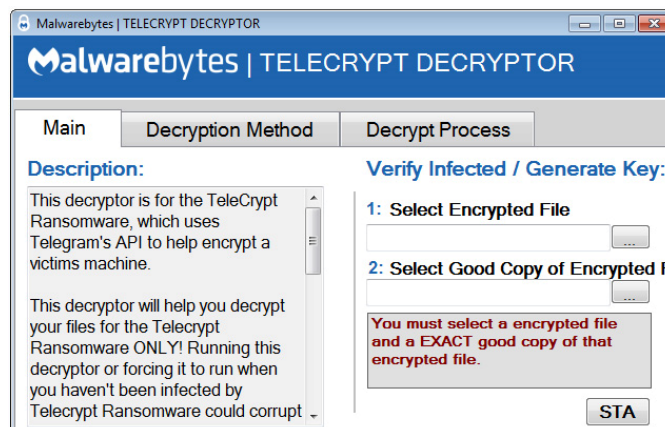 Malwarebytes | TELECRYPT DECRYPTOR
Malwarebytes | TELECRYPT DECRYPTOR
Main
Decryption Method
Decrypt Process
Description:
This decryptor is for the TeleCrypt
Ransomware, which uses
Telegram's API to help encrypt a
victims machine.
This decryptor will help you decrypt
your files for the Telecrypt
Ransomware ONLY! Running this
decryptor or forcing it to run when
you haven't been infected by
Telecrypt Ransomware could corrupt
Verify Infected / Generate Key:
1: Select Encrypted File
...
2: Select Good Copy of Encrypted F
...
You must select a encrypted file
and a EXACT good copy of that
encrypted file.
STA